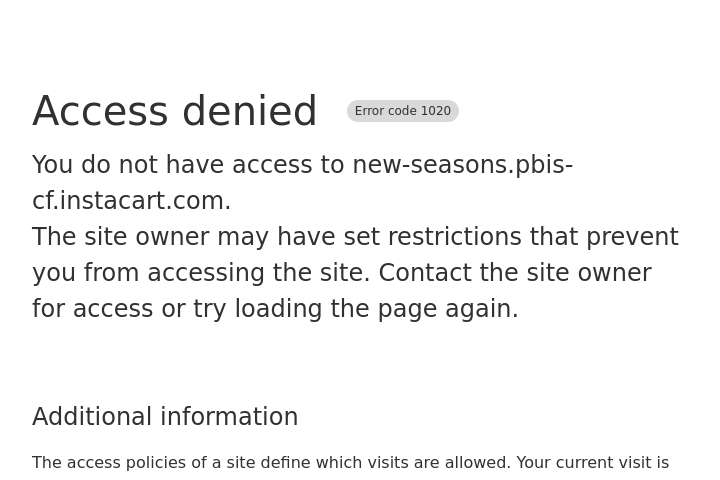 Access denied
Error code 1020
You do not have access to new-seasons.pbis-
cf.instacart.com.
The site owner may have set restrictions that prevent
you from accessing the site. Contact the site owner
for access or try loading the page again.
Additional information
The access policies of a site define which visits are allowed. Your current visit is